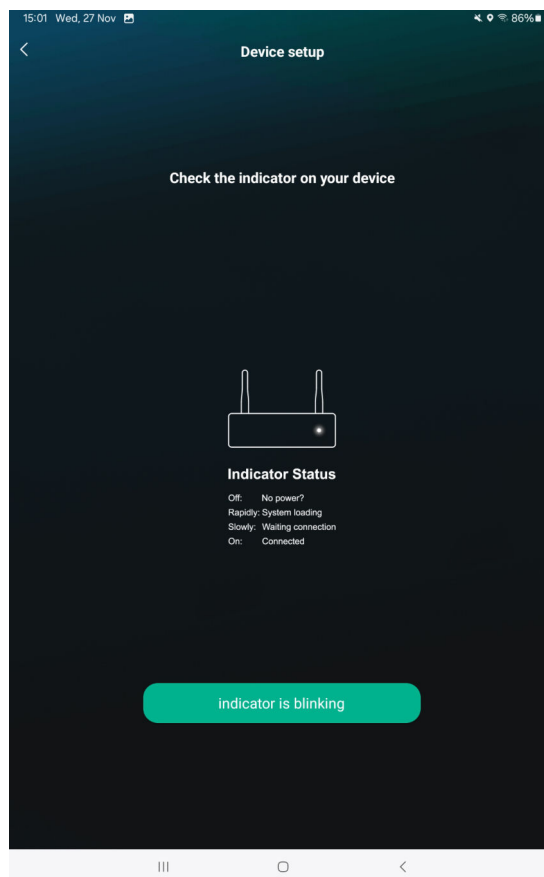 15:01 Wed, 27 Nov 86%
Device setup
Check the indicator on your device
Indicator Status
Off: No power?
Rapidly: System loading
Slowly: Waiting connection
On: Connected
indicator is blinking